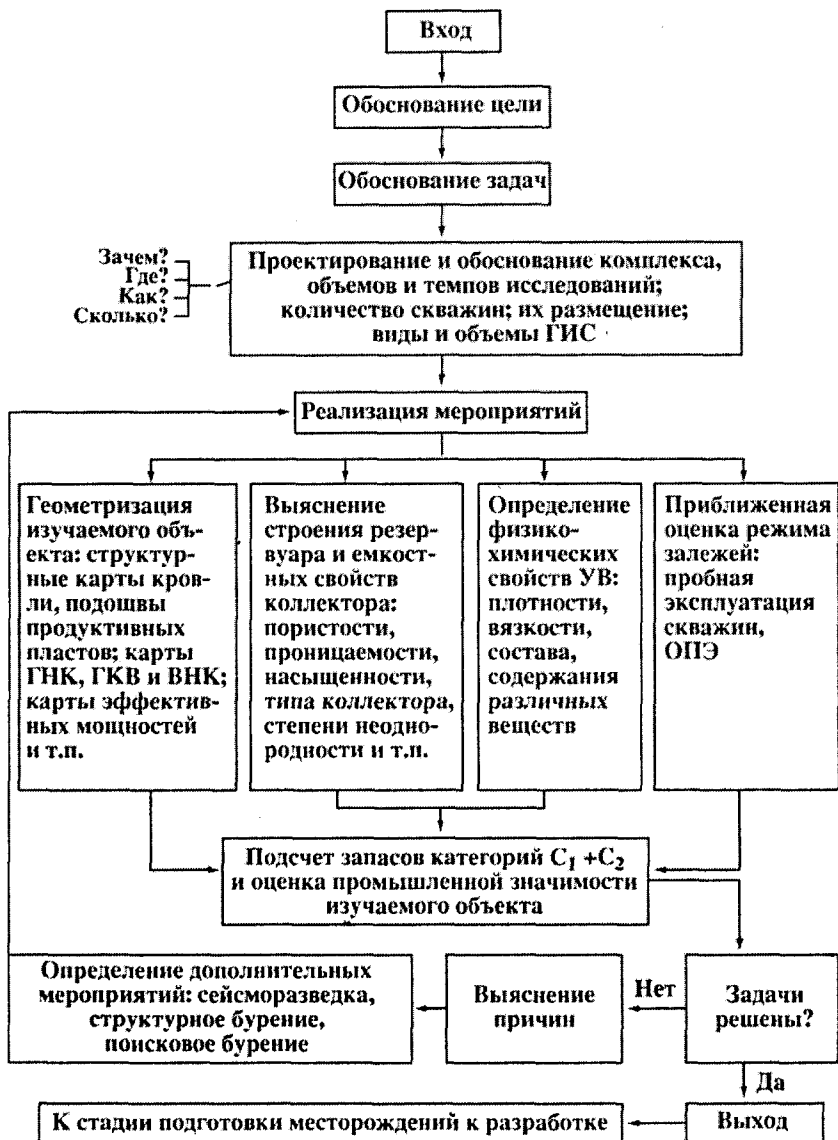 Вход
Обоснование цели
Обоснование задач
Зачем?
Где?
Как?
Сколько?
Проектирование и обоснование комплекса,
объемов и темпов исследований;
количество скважин; их размещение;
виды и объемы ГИС
Реализация мероприятий
Геометризация
изучаемого объ-
екта: структур-
ные карты кров-
ли, подошвы
продуктивных
пластов; карты
ГНК, ГКВ и ВНК;
карты эффектив-
ных мощностей
и т.п.
Выяснение
строения резер-
вуара и емкост-
ных свойств
коллектора:
пористости,
проницаемости,
насыщенности,
типа коллектора,
степени неодно-
родности и т.п.
Определение
физико-
химических
свойств УВ:
плотности,
вязкости,
состава,
содержания
различных
веществ
Приближенная
оценка режима
залежей:
пробная
эксплуатация
скважин,
ОПЭ
Подсчет запасов категорий C₁ +C₂
и оценка промышленной значимости
изучаемого объекта
Определение дополнительных
мероприятий: сейсморазведка,
структурное бурение,
поисковое бурение
Выяснение
причин
Нет
Задачи
решены?
Да
К стадии подготовки месторождений к разработке
Выход